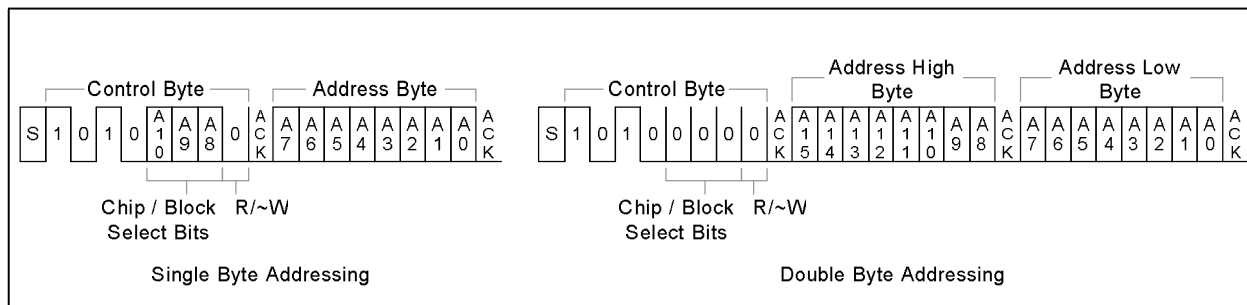 Control Byte
Address Byte
S 1 0 1 0 A10 A9 A8 0 ACK A7 A6 A5 A4 A3 A2 A1 A0 ACK
Chip / Block
Select Bits
R/~W
Single Byte Addressing
Control Byte
Address High
Byte
Address Low
Byte
S 1 0 1 0 0 0 0 0 ACK A15 A14 A13 A12 A11 A10 A9 A8 ACK A7 A6 A5 A4 A3 A2 A1 A0 ACK
Chip / Block
Select Bits
R/~W
Double Byte Addressing